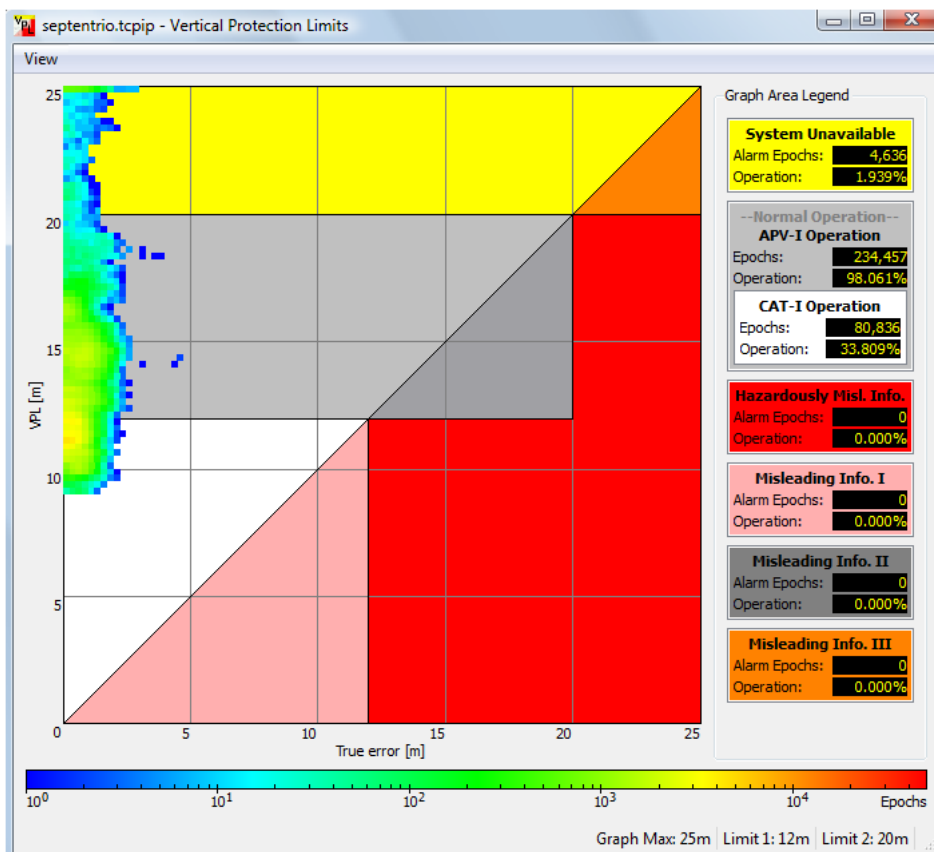 VPL septentrio.tcpip - Vertical Protection Limits
View
25
20
15
10
5
0
VPL [m]
5
10
15
20
25
True error [m]
Graph Area Legend
System Unavailable
Alarm Epochs: 4,636
Operation: 1.939%
--Normal Operation--
APV-I Operation
Epochs: 234,457
Operation: 98.061%
CAT-I Operation
Epochs: 80,836
Operation: 33.809%
Hazardously Misl. Info.
Alarm Epochs: 0
Operation: 0.000%
Misleading Info. I
Alarm Epochs: 0
Operation: 0.000%
Misleading Info. II
Alarm Epochs: 0
Operation: 0.000%
Misleading Info. III
Alarm Epochs: 0
Operation: 0.000%
10⁰ 10¹ 10² 10³ 10⁴ Epochs
Graph Max: 25m Limit 1: 12m Limit 2: 20m